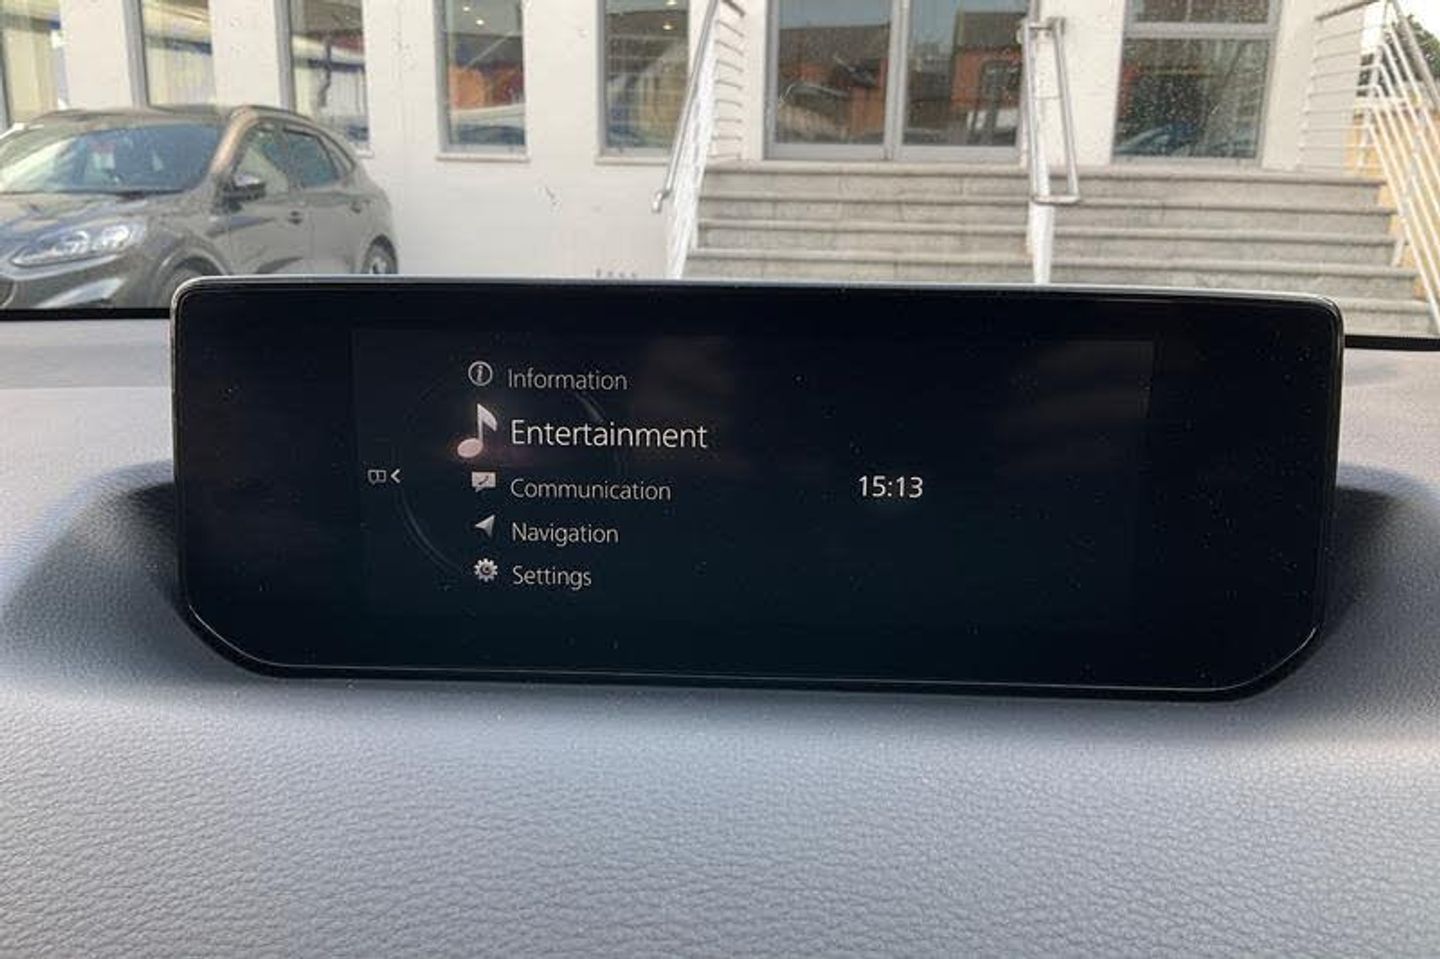 Information
Entertainment
Communication
15:13
Navigation
Settings